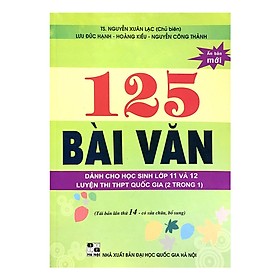 TS. NGUYỄN XUÂN LẠC (Chủ biên)
LƯU ĐỨC HẠNH - HOÀNG KIỀU - NGUYỄN CÔNG THÀNH
Ấn bản
mới
125
BÀI VĂN
DÀNH CHO HỌC SINH LỚP 11 VÀ 12
LUYỆN THI THPT QUỐC GIA (2 TRONG 1)
(Tái bản lần thứ 14 - có sửa chữa, bổ sung)
NHÀ XUẤT BẢN ĐẠI HỌC QUỐC GIA HÀ NỘI